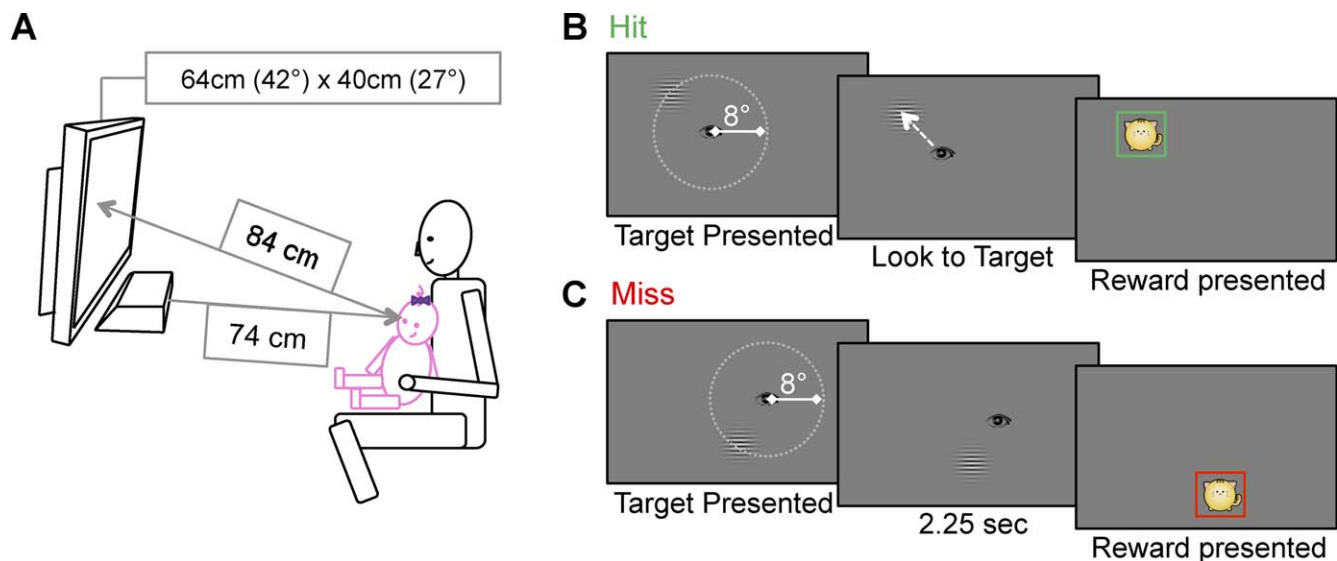 A
64cm (42°) x 40cm (27°)
84 cm
74 cm
B Hit
8°
Target Presented
Look to Target
Reward presented
C Miss
8°
Target Presented
2.25 sec
Reward presented